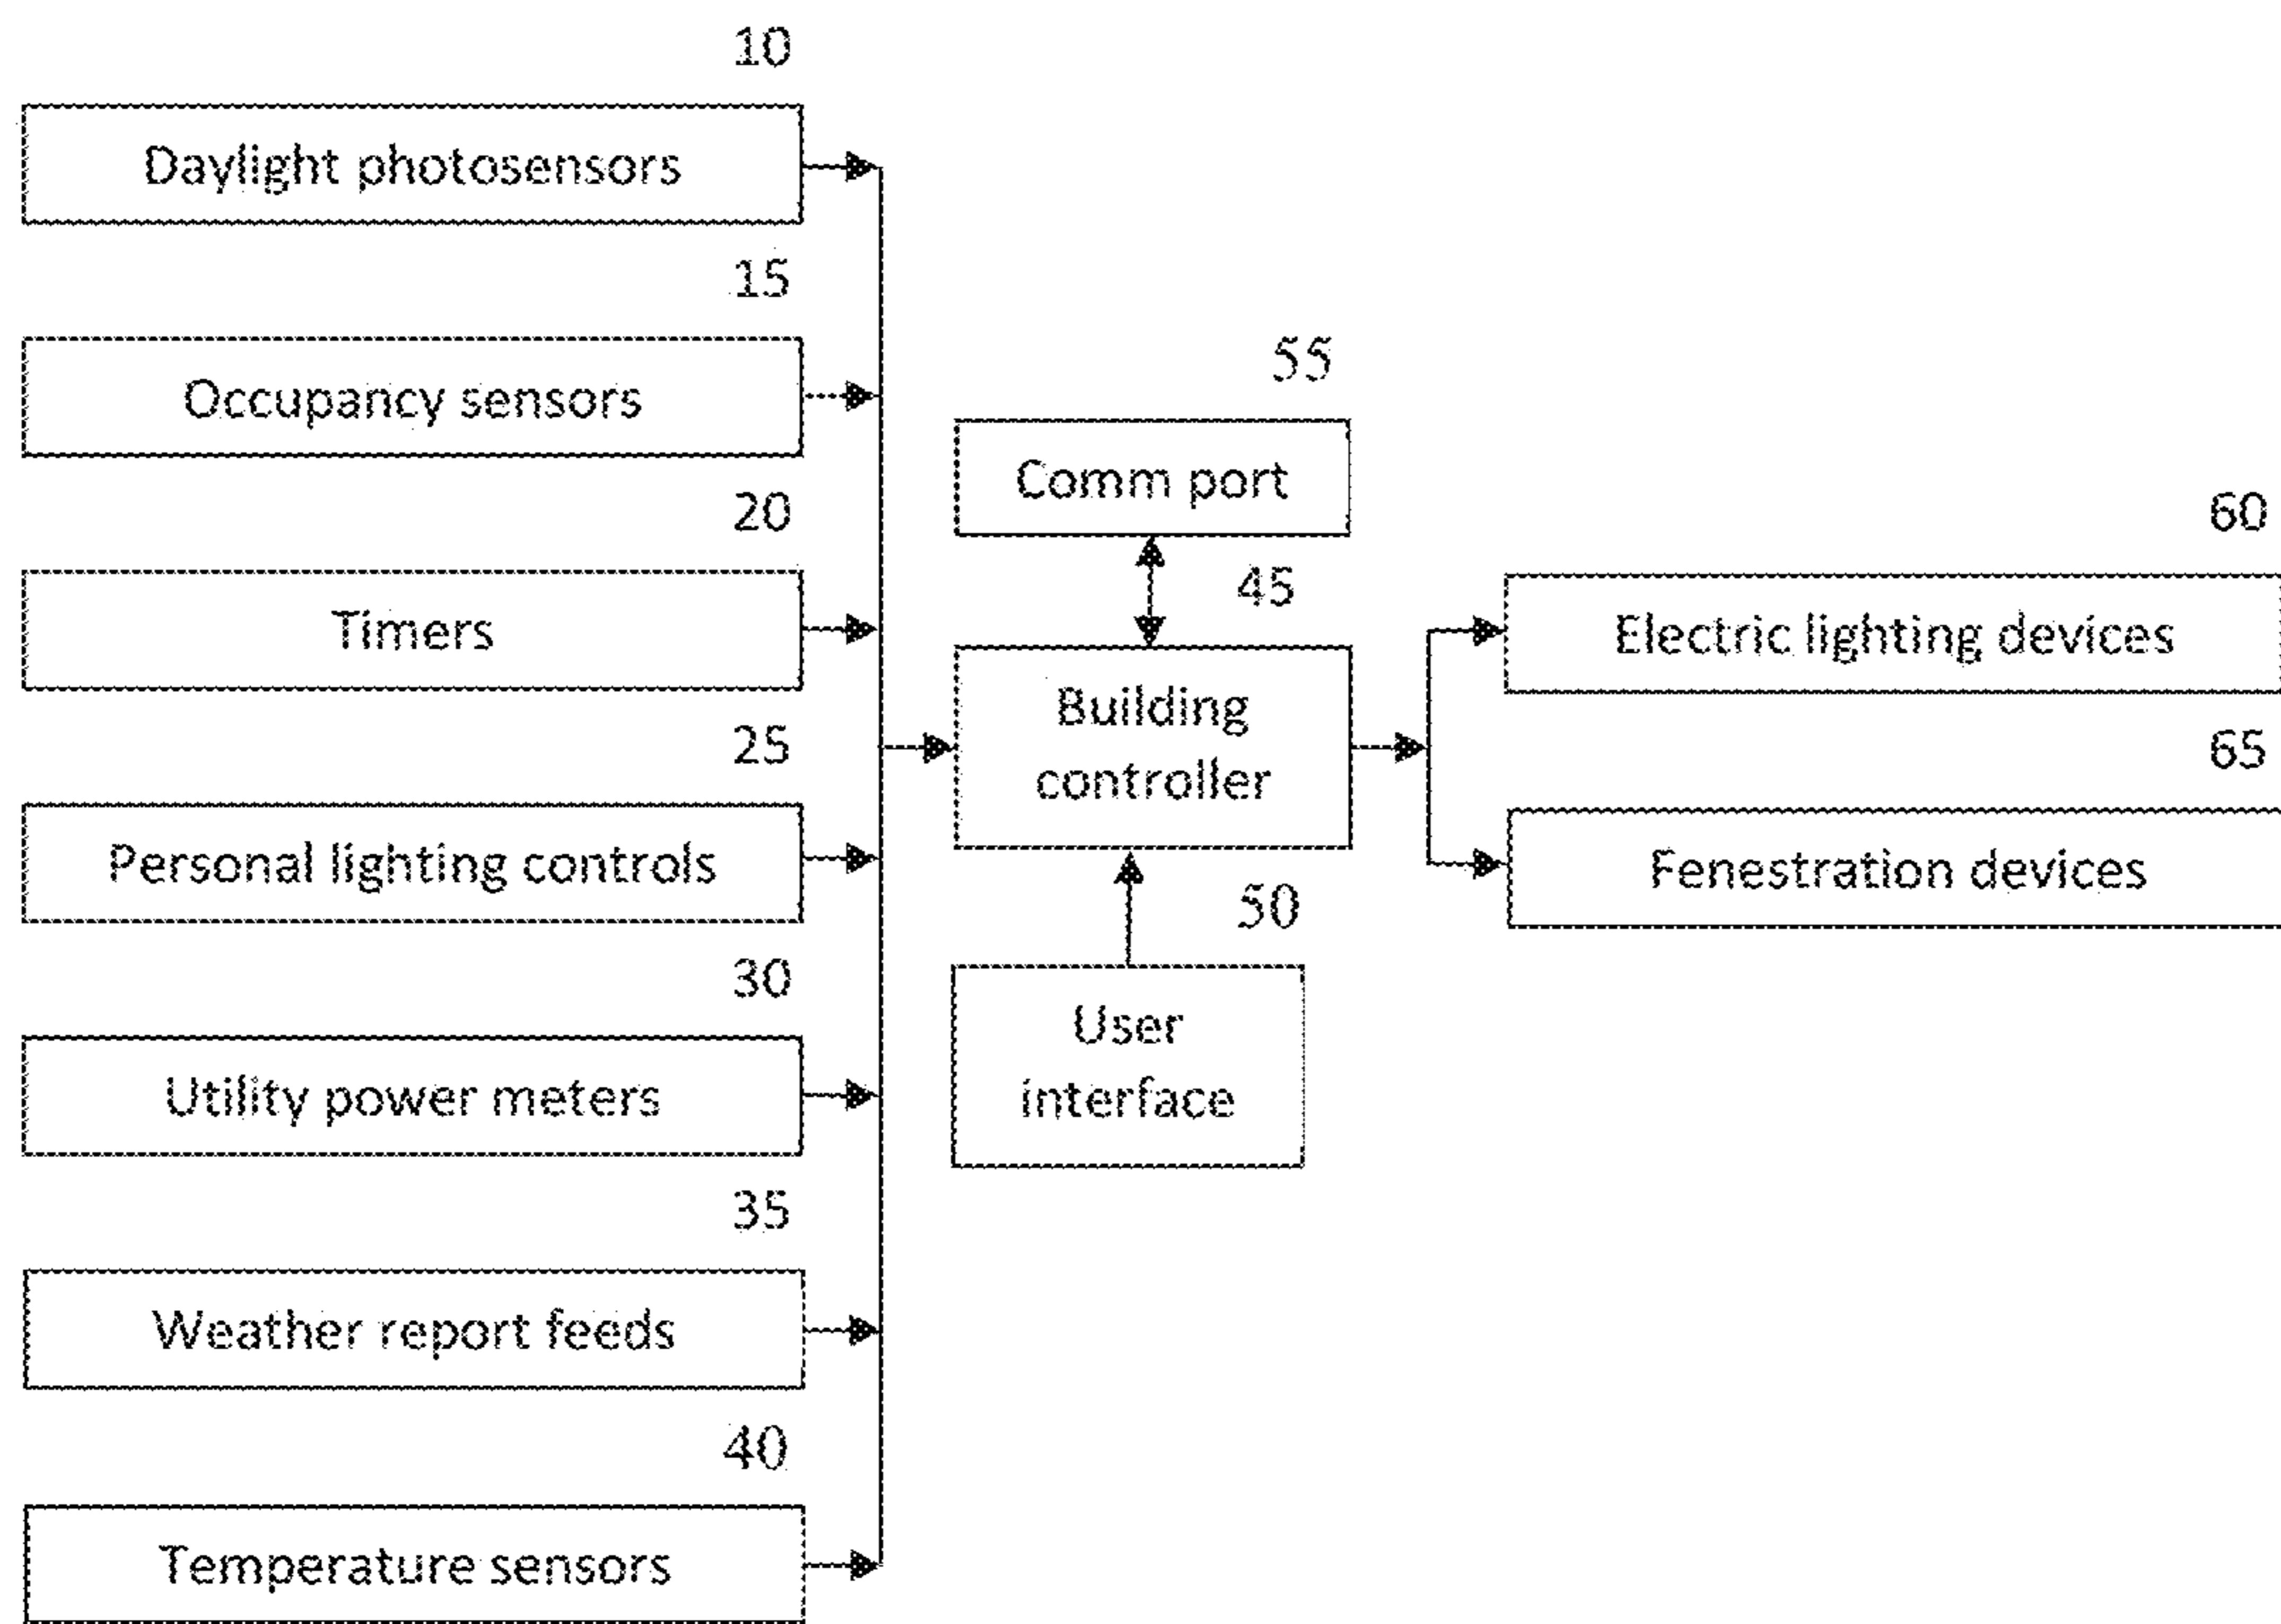 10
Daylight photosensors
15
Occupancy sensors
20
Timers
25
Personal lighting controls
30
Utility power meters
35
Weather report feeds
40
Temperature sensors
55
Comm port
45
Building
controller
50
User
interface
60
Electric lighting devices
65
Fenestration devices